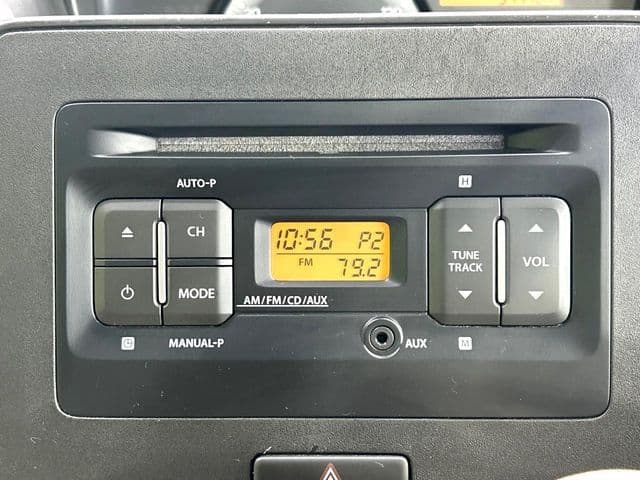 AUTO-P
H
CH
10:56 P2
FM 79.2
TUNE
TRACK
VOL
MODE
AM/FM/CD/AUX
MANUAL-P
AUX
M